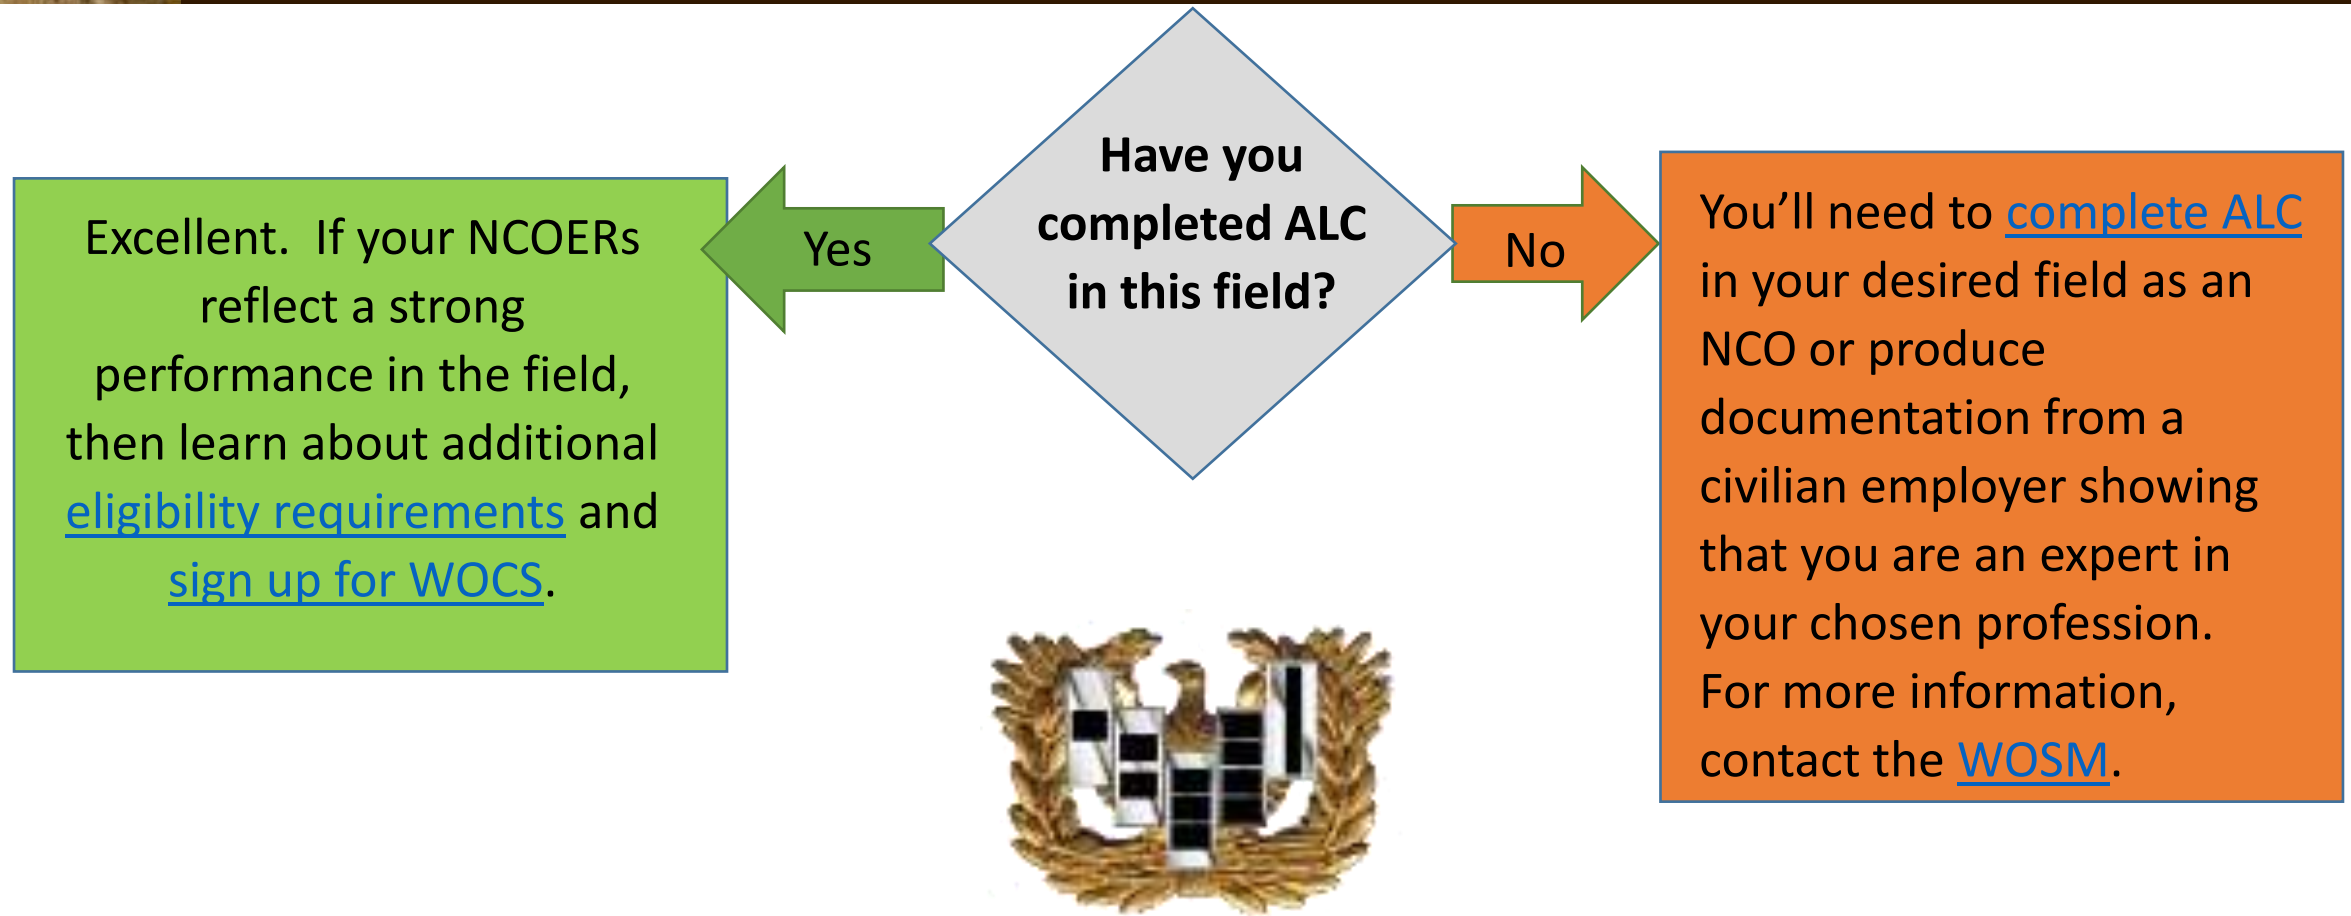 Have you
completed ALC
in this field?
Yes
No
Excellent.  If your NCOERs
reflect a strong
performance in the field,
then learn about additional
eligibility requirements and
sign up for WOCS.
You’ll need to complete ALC
in your desired field as an
NCO or produce
documentation from a
civilian employer showing
that you are an expert in
your chosen profession.
For more information,
contact the WOSM.